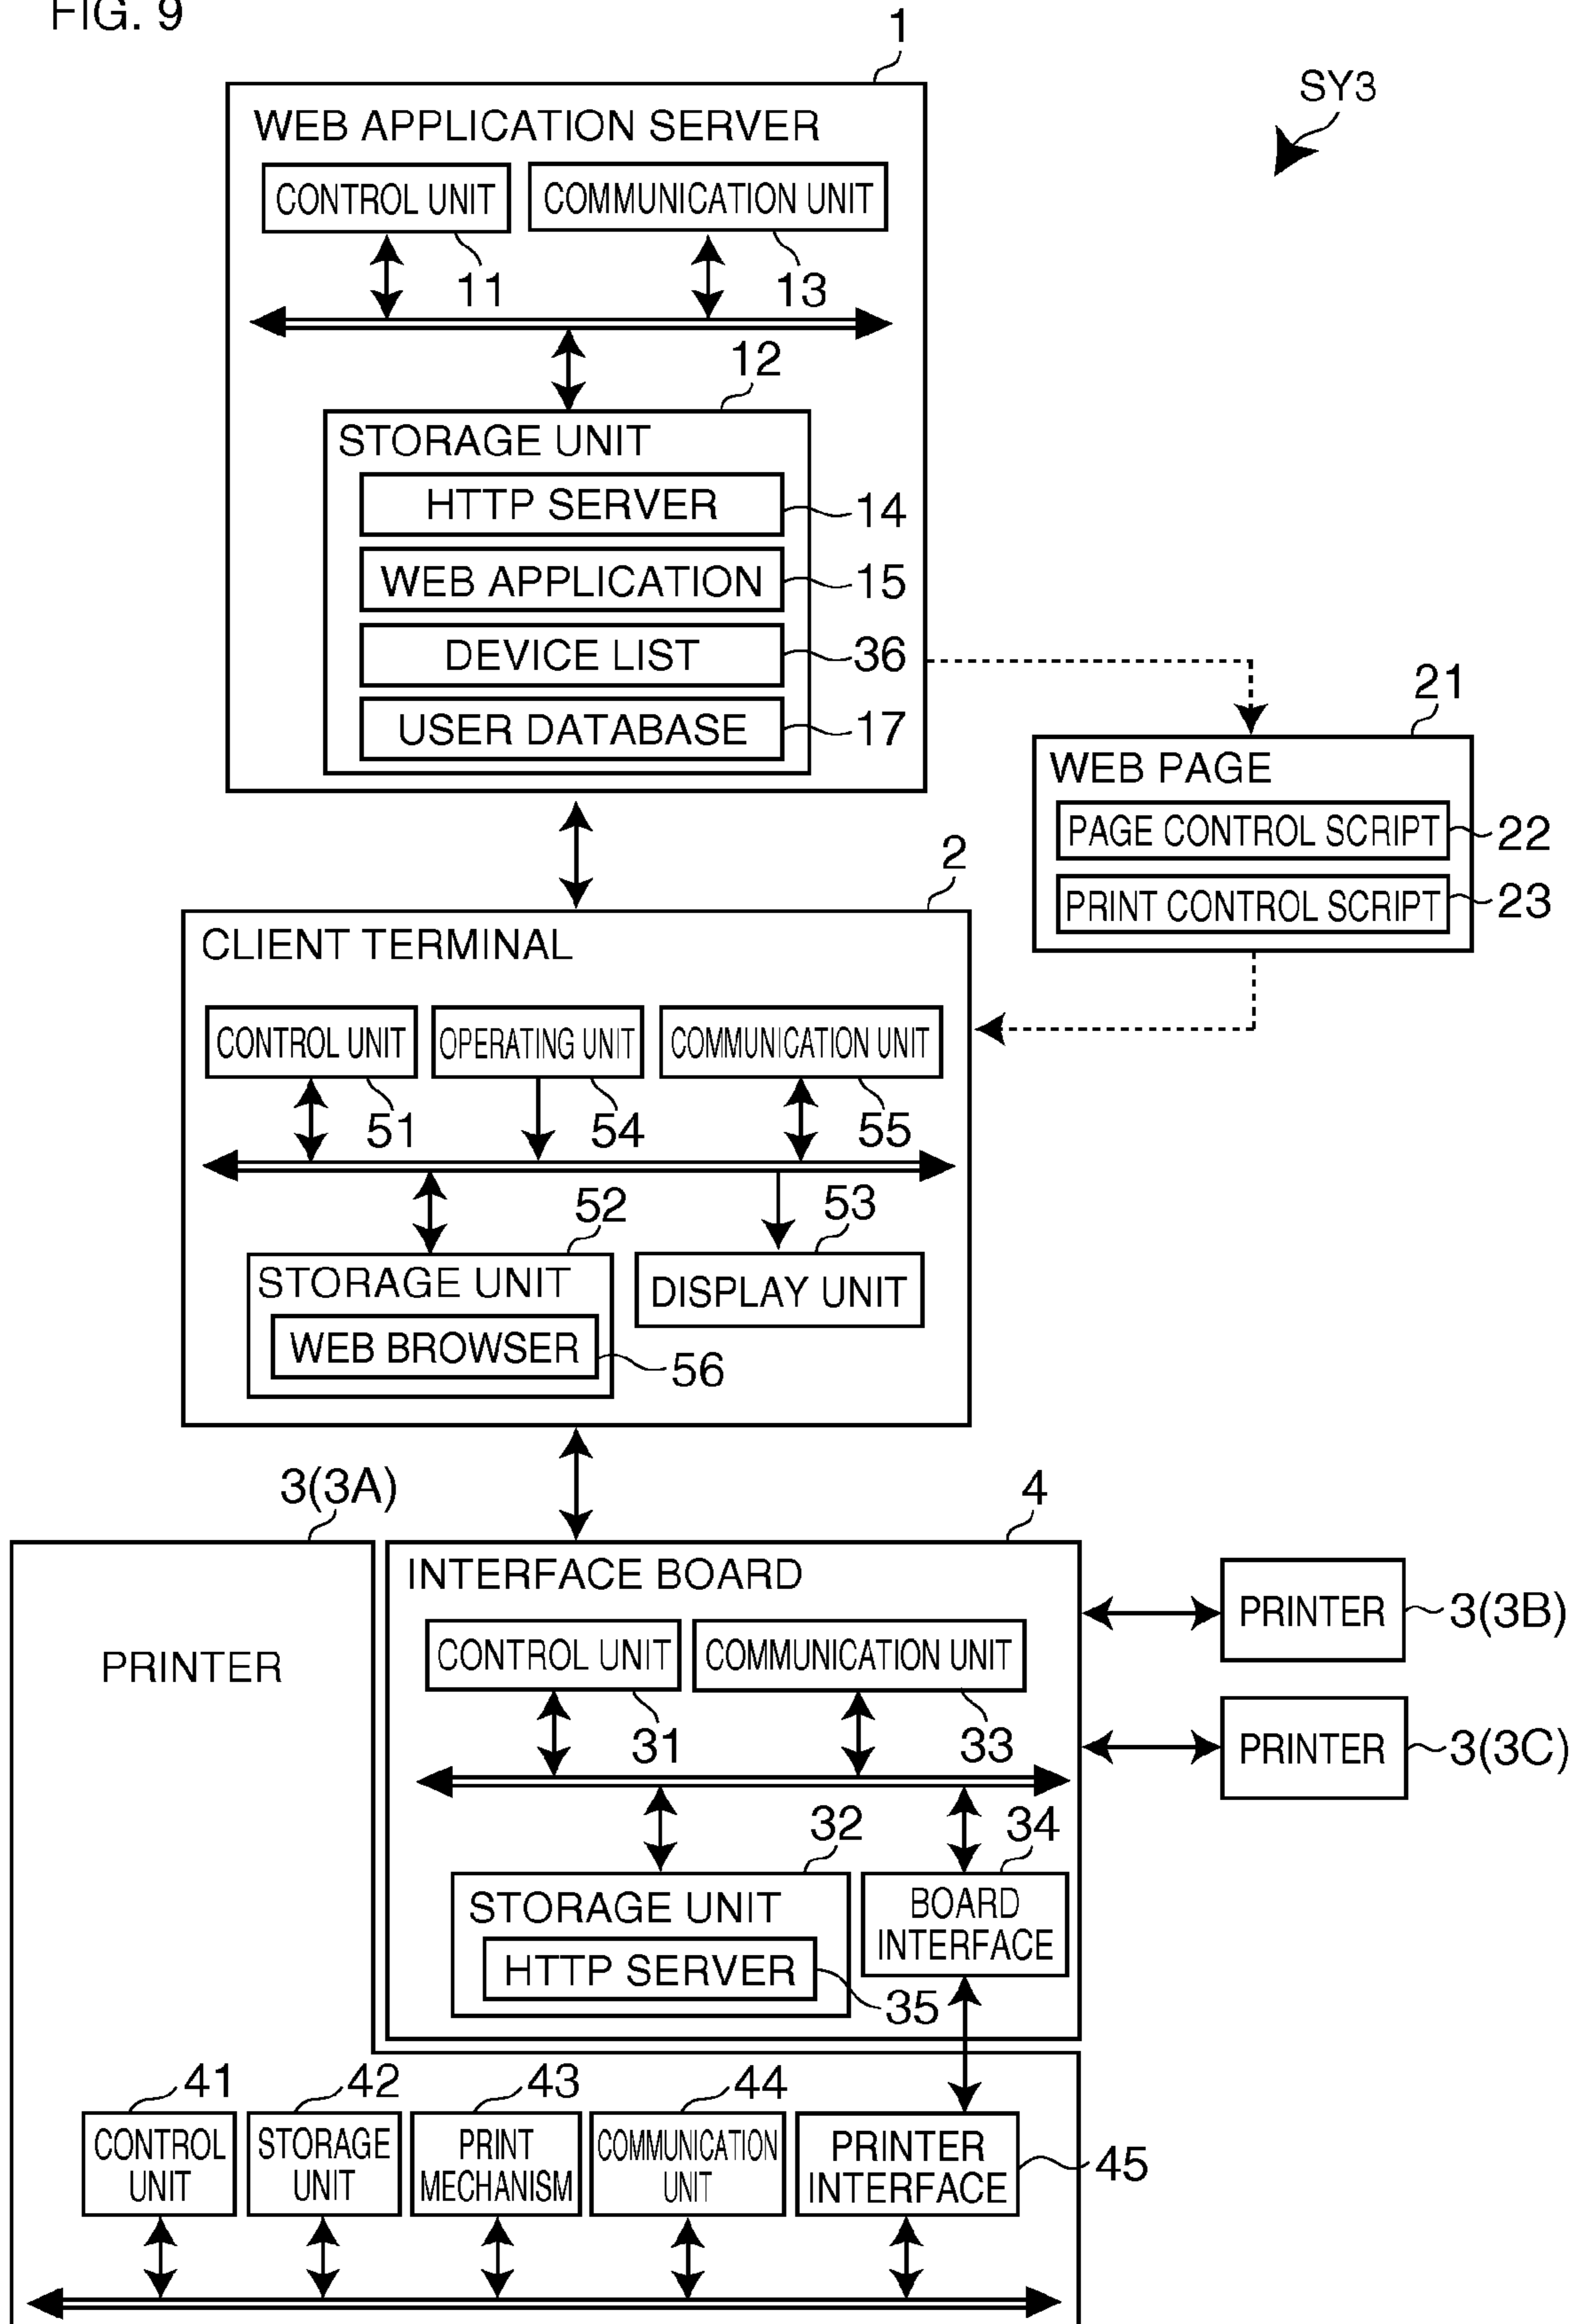 FIG. 9
1
SY3
WEB APPLICATION SERVER
CONTROL UNIT
COMMUNICATION UNIT
11
13
12
STORAGE UNIT
HTTP SERVER
14
WEB APPLICATION
15
DEVICE LIST
36
USER DATABASE
17
21
WEB PAGE
PAGE CONTROL SCRIPT
22
PRINT CONTROL SCRIPT
23
2
CLIENT TERMINAL
CONTROL UNIT
OPERATING UNIT
COMMUNICATION UNIT
51
54
55
52
53
STORAGE UNIT
WEB BROWSER
56
DISPLAY UNIT
3(3A)
4
PRINTER
INTERFACE BOARD
CONTROL UNIT
COMMUNICATION UNIT
31
33
PRINTER
3(3B)
PRINTER
3(3C)
32
34
STORAGE UNIT
HTTP SERVER
35
BOARD
INTERFACE
41
42
43
44
CONTROL
UNIT
STORAGE
UNIT
PRINT
MECHANISM
COMMUNICATION
UNIT
PRINTER
INTERFACE
45